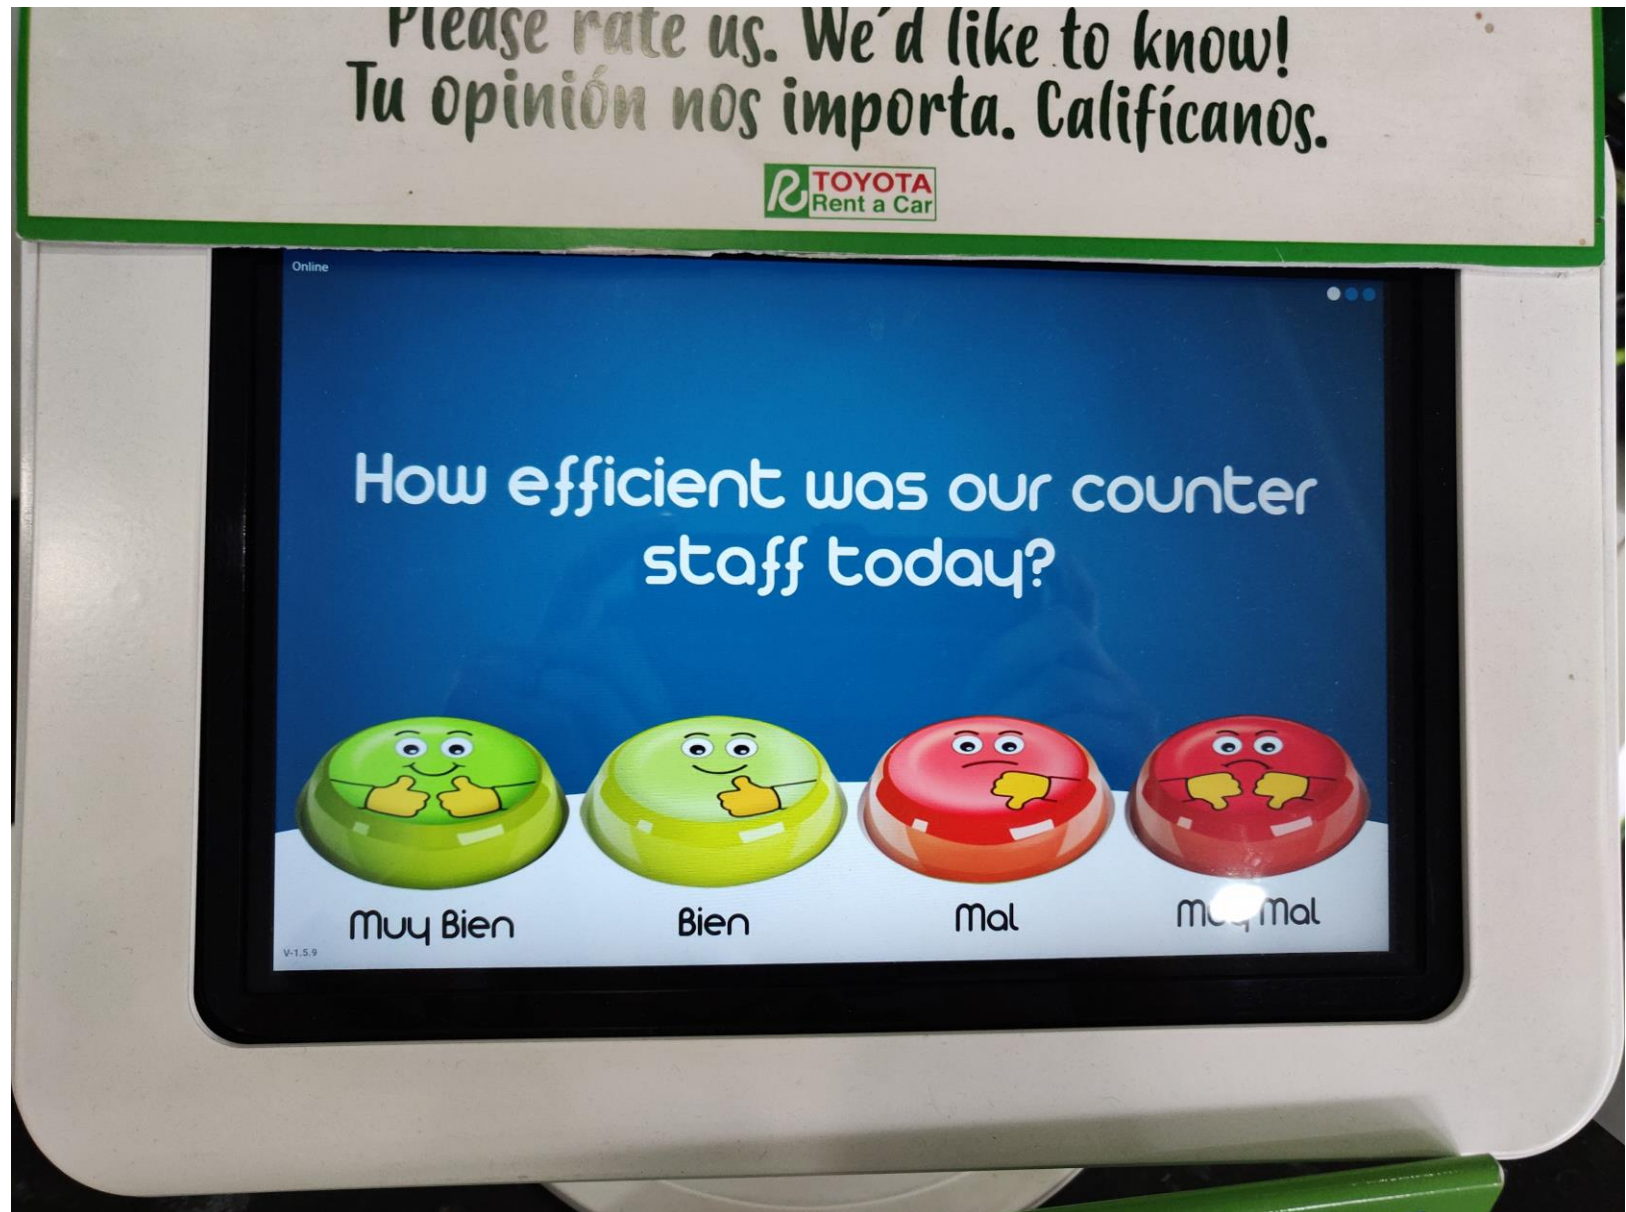 Please rate us. We'd like to know!
Tu opinión nos importa. Califícanos.
TOYOTA
Rent a Car
Online
How efficient was our counter
staff today?
Muy Bien
Bien
Mal
Muy Mal
V-1.5.9